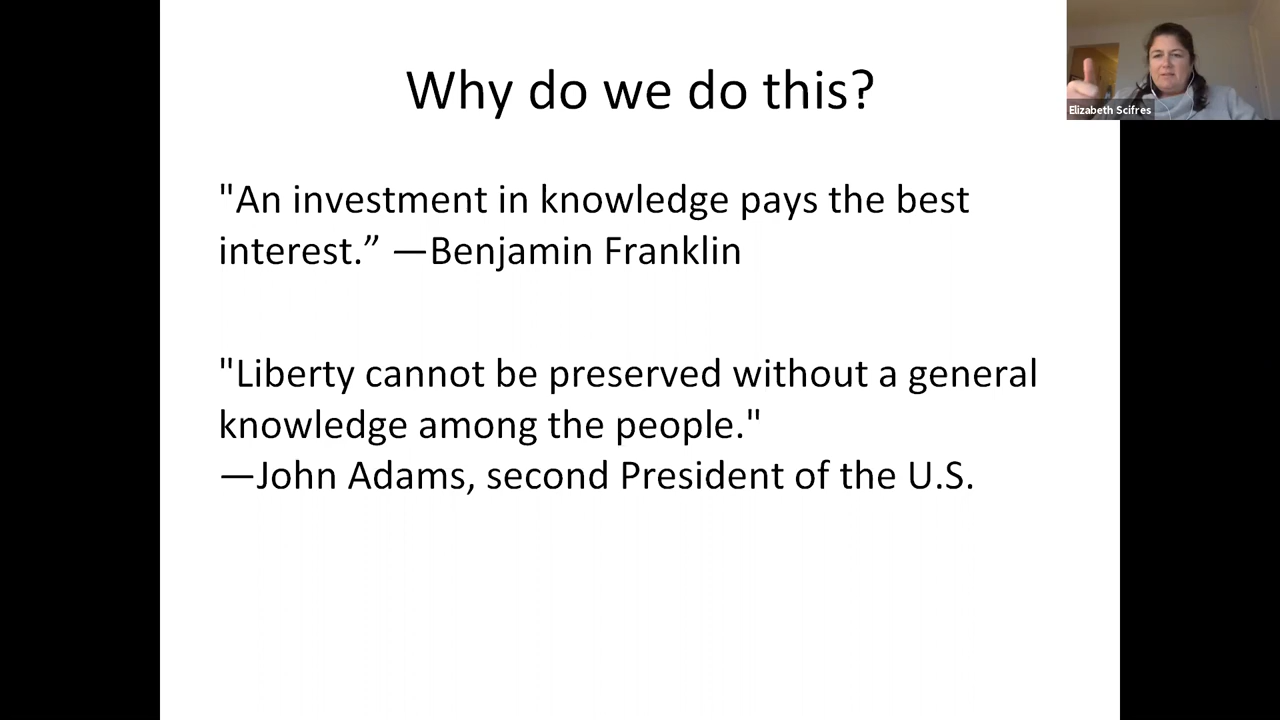 Why do we do this?
"An investment in knowledge pays the best
interest.” —Benjamin Franklin
"Liberty cannot be preserved without a general
knowledge among the people."
—John Adams, second President of the U.S.
Elizabeth Scifres